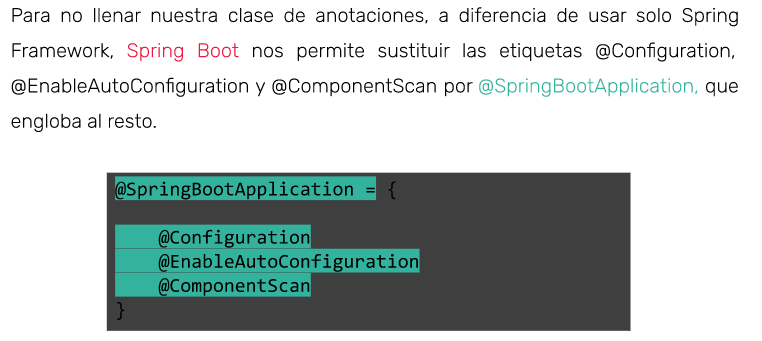 Para no llenar nuestra clase de anotaciones, a diferencia de usar solo Spring
Framework, Spring Boot nos permite sustituir las etiquetas @Configuration,
@EnableAutoConfiguration y @ComponentScan por @SpringBootApplication, que
engloba al resto.
@SpringBootApplication = {
@Configuration
@EnableAutoConfiguration
@ComponentScan
}